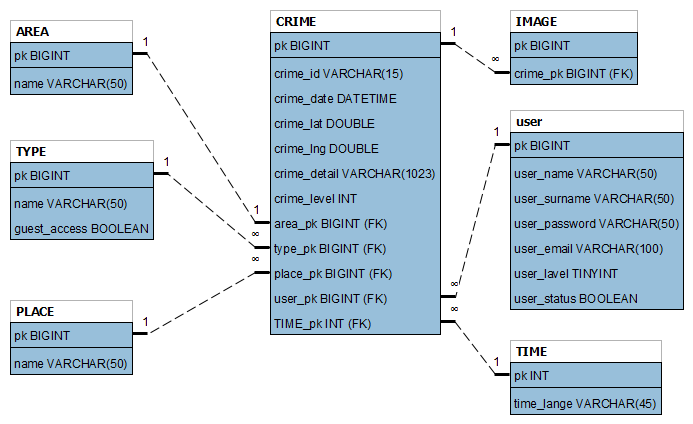 AREA
pk BIGINT
name VARCHAR(50)
1
TYPE
pk BIGINT
name VARCHAR(50)
guest_access BOOLEAN
1
PLACE
pk BIGINT
name VARCHAR(50)
1
CRIME
pk BIGINT
crime_id VARCHAR(15)
crime_date DATETIME
crime_lat DOUBLE
crime_lng DOUBLE
crime_detail VARCHAR(1023)
crime_level INT
area_pk BIGINT (FK)
type_pk BIGINT (FK)
place_pk BIGINT (FK)
user_pk BIGINT (FK)
TIME_pk INT (FK)
1
∞
∞
1
∞
∞
IMAGE
pk BIGINT
crime_pk BIGINT (FK)
∞
user
pk BIGINT
user_name VARCHAR(50)
user_surname VARCHAR(50)
user_password VARCHAR(50)
user_email VARCHAR(100)
user_lavel TINYINT
user_status BOOLEAN
1
TIME
pk INT
time_lange VARCHAR(45)
1